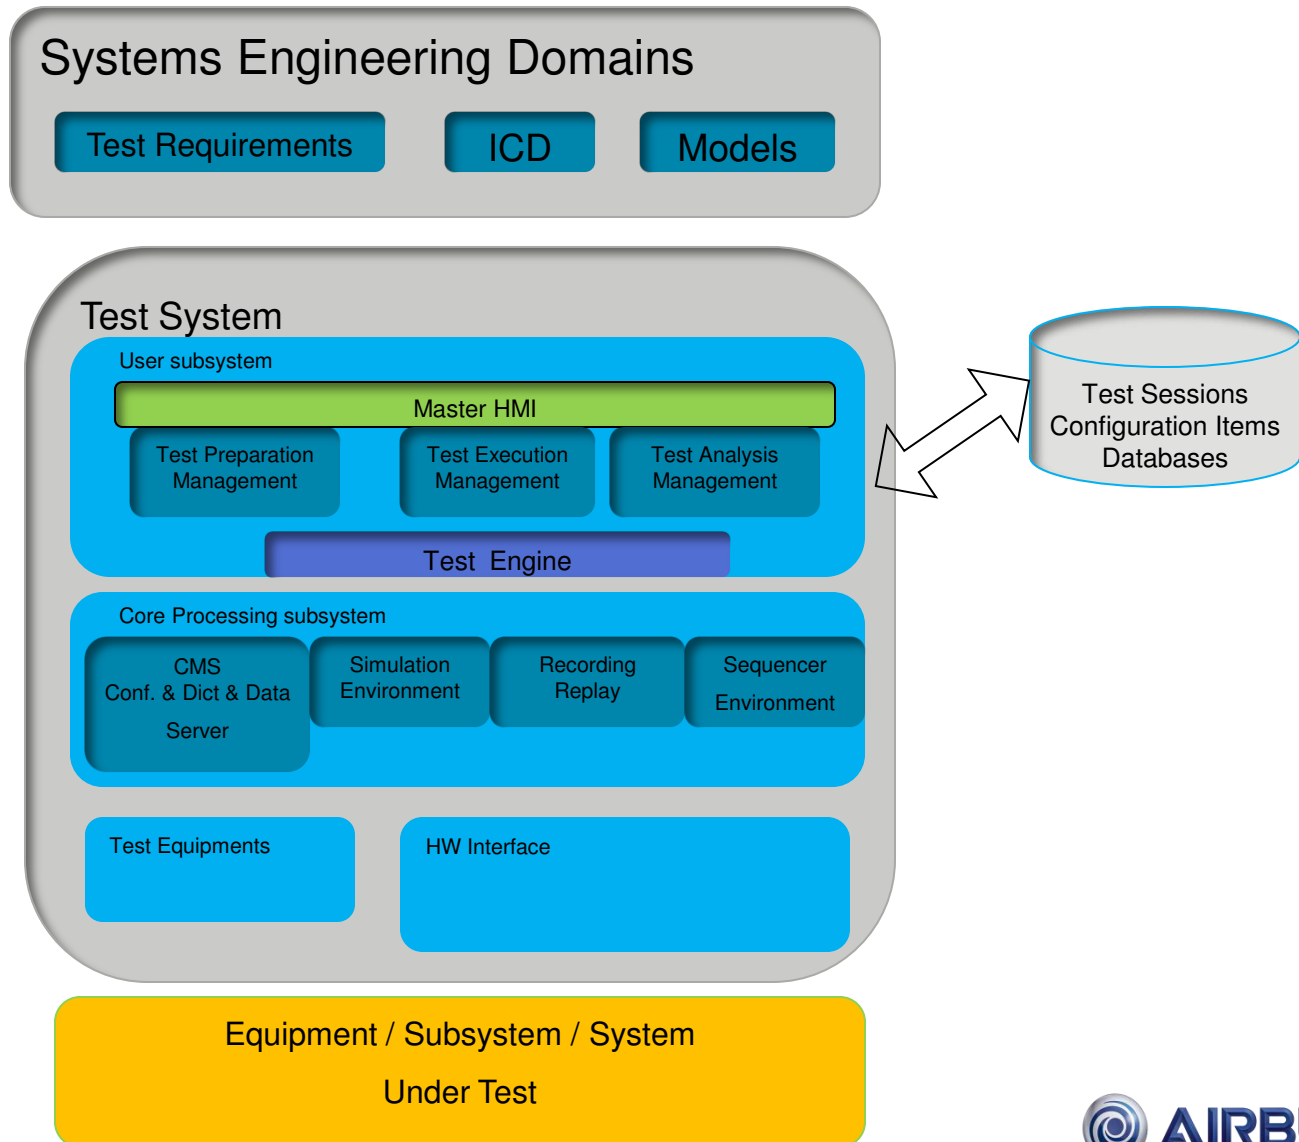 Systems Engineering Domains
Test Requirements
ICD
Models
Test System
User subsystem
Master HMI
Test Preparation
Management
Test Execution
Management
Test Analysis
Management
Test Engine
Core Processing subsystem
CMS
Conf. & Dict & Data
Server
Simulation
Environment
Recording
Replay
Sequencer
Environment
Test Equipments
HW Interface
Test Sessions
Configuration Items
Databases
Equipment / Subsystem / System
Under Test